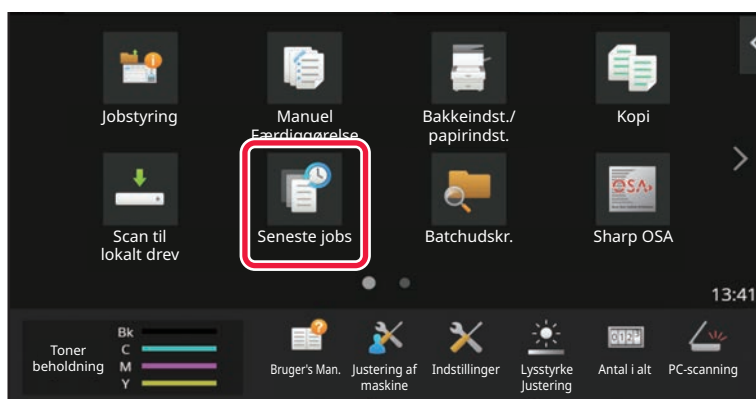 Jobstyring
Manuel
Færdiggørelse
Bakkeindst./
papirindst.
Kopi
Scan til
lokalt drev
Seneste jobs
Batchudskr.
OSA
Sharp OSA
13:41
Toner
beholdning
Bk
C
M
Y
Bruger's Man.
Justering af
maskine
Indstillinger
Lysstyrke
Justering
Antal i alt
PC-scanning